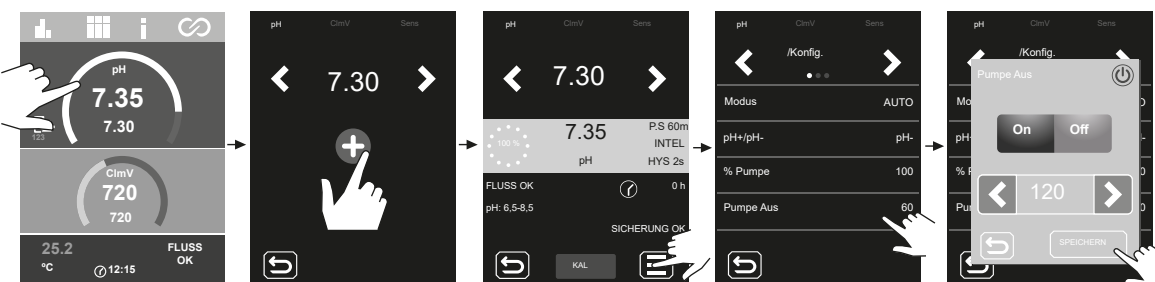 pH
7.35
7.30
123
ClmV
720
720
25.2
ºC
12:15
FLUSS
OK
pH ClmV Sens
7.30
pH ClmV Sens
7.30
100 %
7.35
pH
P.S 60m
INTEL
HYS 2s
FLUSS OK
0 h
pH: 6,5-8,5
SICHERUNG OK
KAL
pH ClmV Sens
/Konfig.
Modus AUTO
pH+/pH- pH-
% Pumpe 100
Pumpe Aus 60
pH ClmV Sens
/Konfig.
Pumpe Aus
On Off
120
SPEICHERN